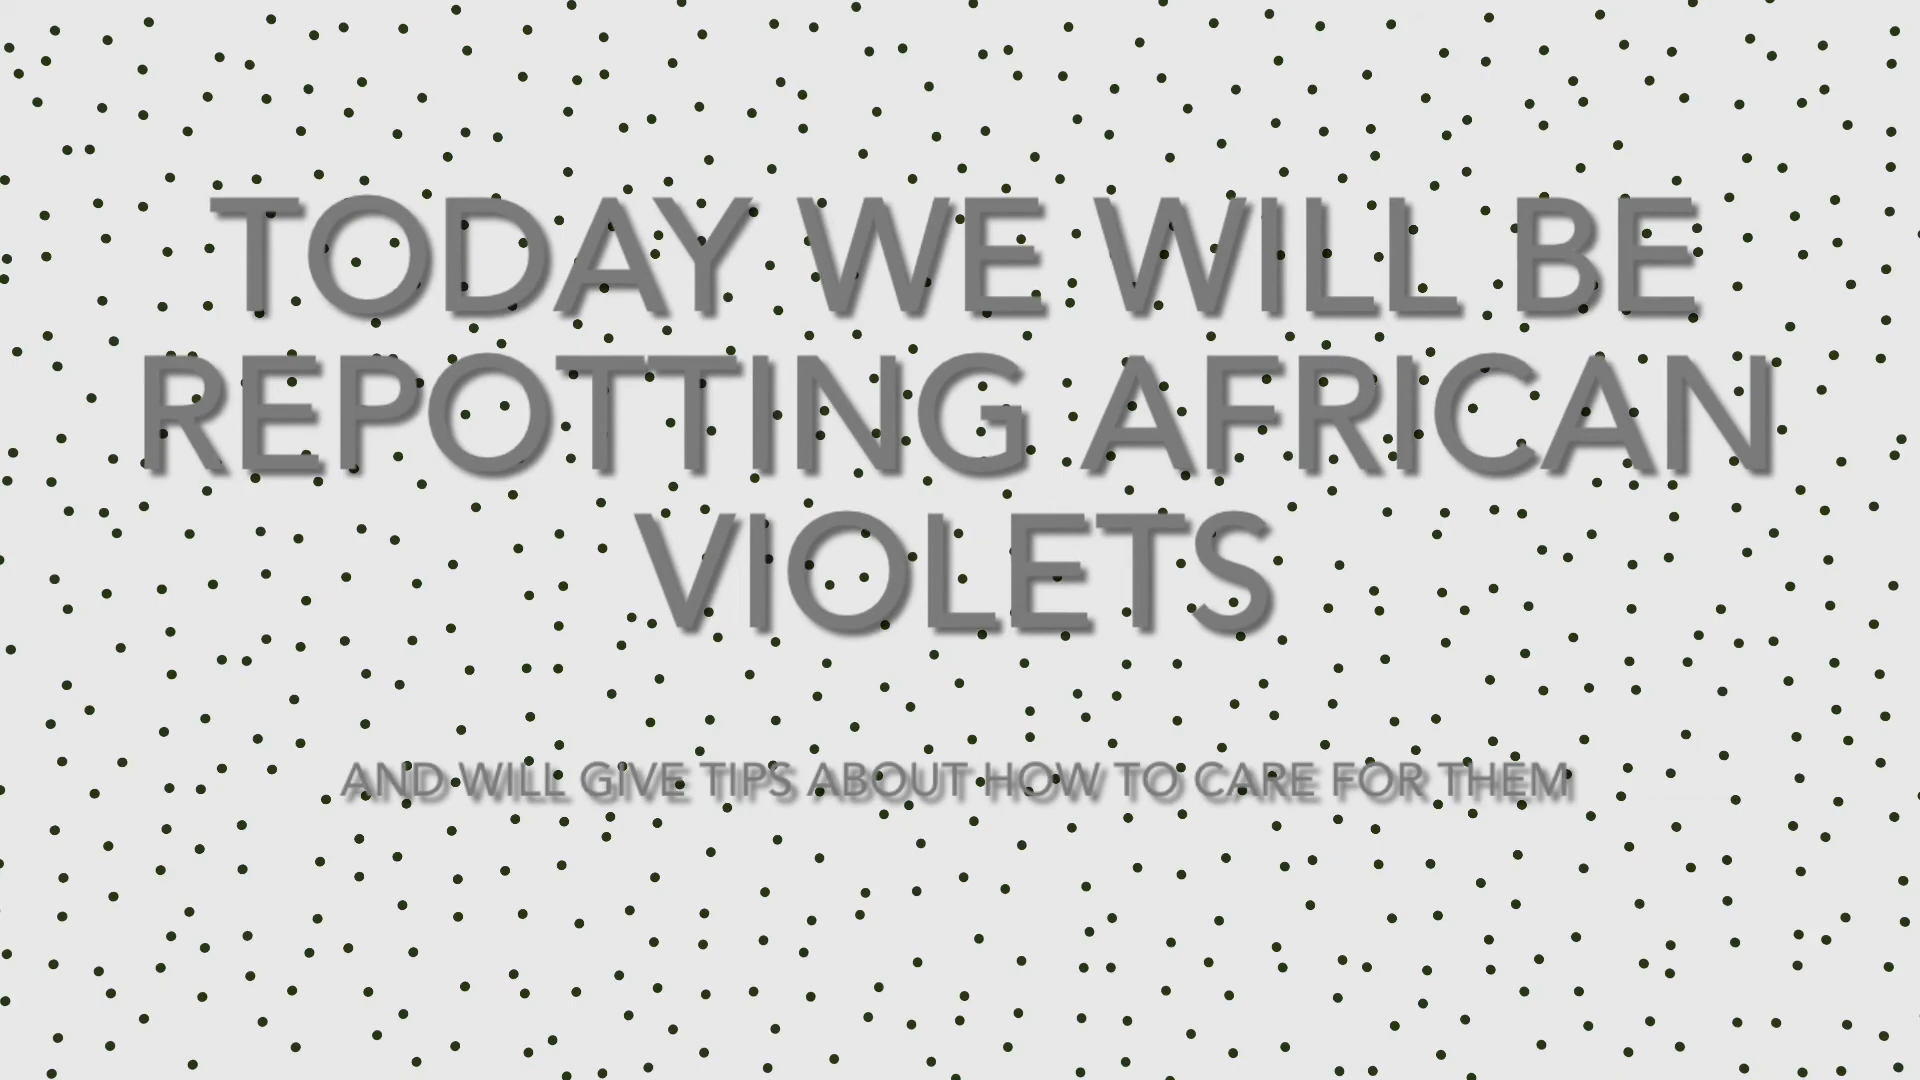 TODAY WE WILL BE
REPOTTING AFRICAN
VIOLETS
AND WILL GIVE TIPS ABOUT HOW TO CARE FOR THEM